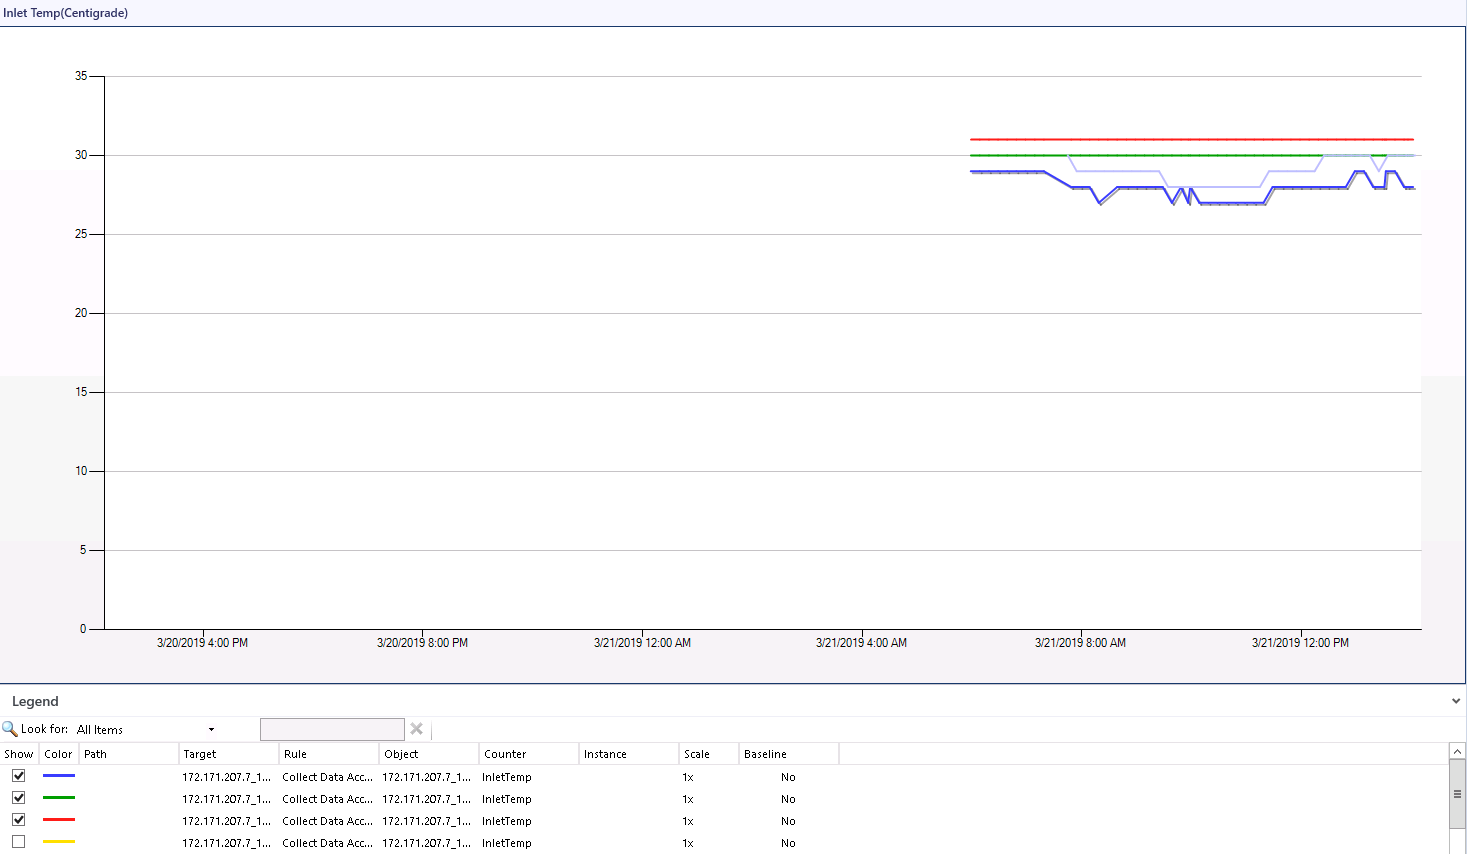 Inlet Temp(Centigrade)
35
30
25
20
15
10
5
0
3/20/2019 4:00 PM 3/20/2019 8:00 PM 3/21/2019 12:00 AM 3/21/2019 4:00 AM 3/21/2019 8:00 AM 3/21/2019 12:00 PM
Legend
Look for: All Items
Show Color Path Target Rule Object Counter Instance Scale Baseline
172.171.207.7_1... Collect Data Acc... 172.171.207.7_1... InletTemp 1x No
172.171.207.7_1... Collect Data Acc... 172.171.207.7_1... InletTemp 1x No
172.171.207.7_1... Collect Data Acc... 172.171.207.7_1... InletTemp 1x No
172.171.207.7_1... Collect Data Acc... 172.171.207.7_1... InletTemp 1x No